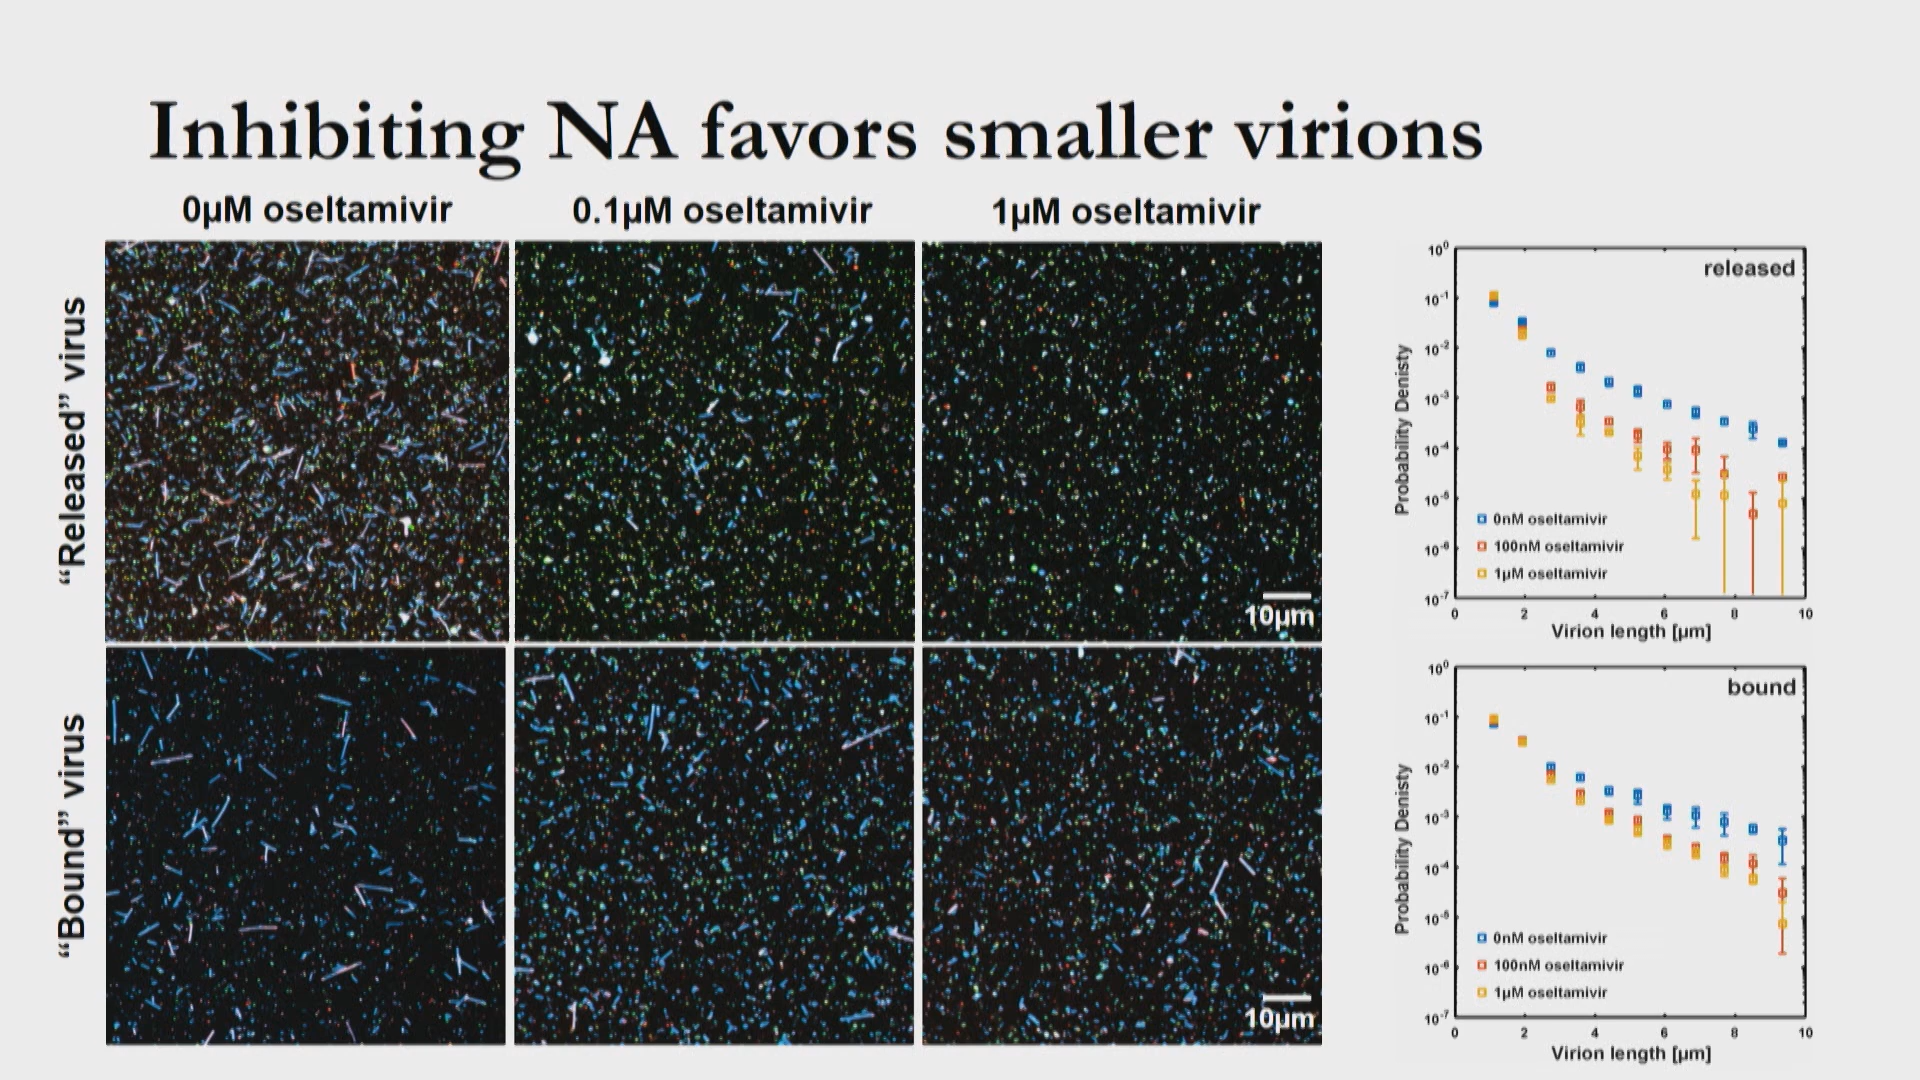 Inhibiting NA favors smaller virions
0μM oseltamivir
0.1μM oseltamivir
1μM oseltamivir
“Released” virus
10μm
“Bound” virus
10μm
released
Probability Denisty
10⁰
10⁻¹
10⁻²
10⁻³
10⁻⁴
10⁻⁵
10⁻⁶
10⁻⁷
0nM oseltamivir
100nM oseltamivir
1μM oseltamivir
0 2 4 6 8 10
Virion length [μm]
bound
Probability Denisty
10⁰
10⁻¹
10⁻²
10⁻³
10⁻⁴
10⁻⁵
10⁻⁶
10⁻⁷
0nM oseltamivir
100nM oseltamivir
1μM oseltamivir
0 2 4 6 8 10
Virion length [μm]